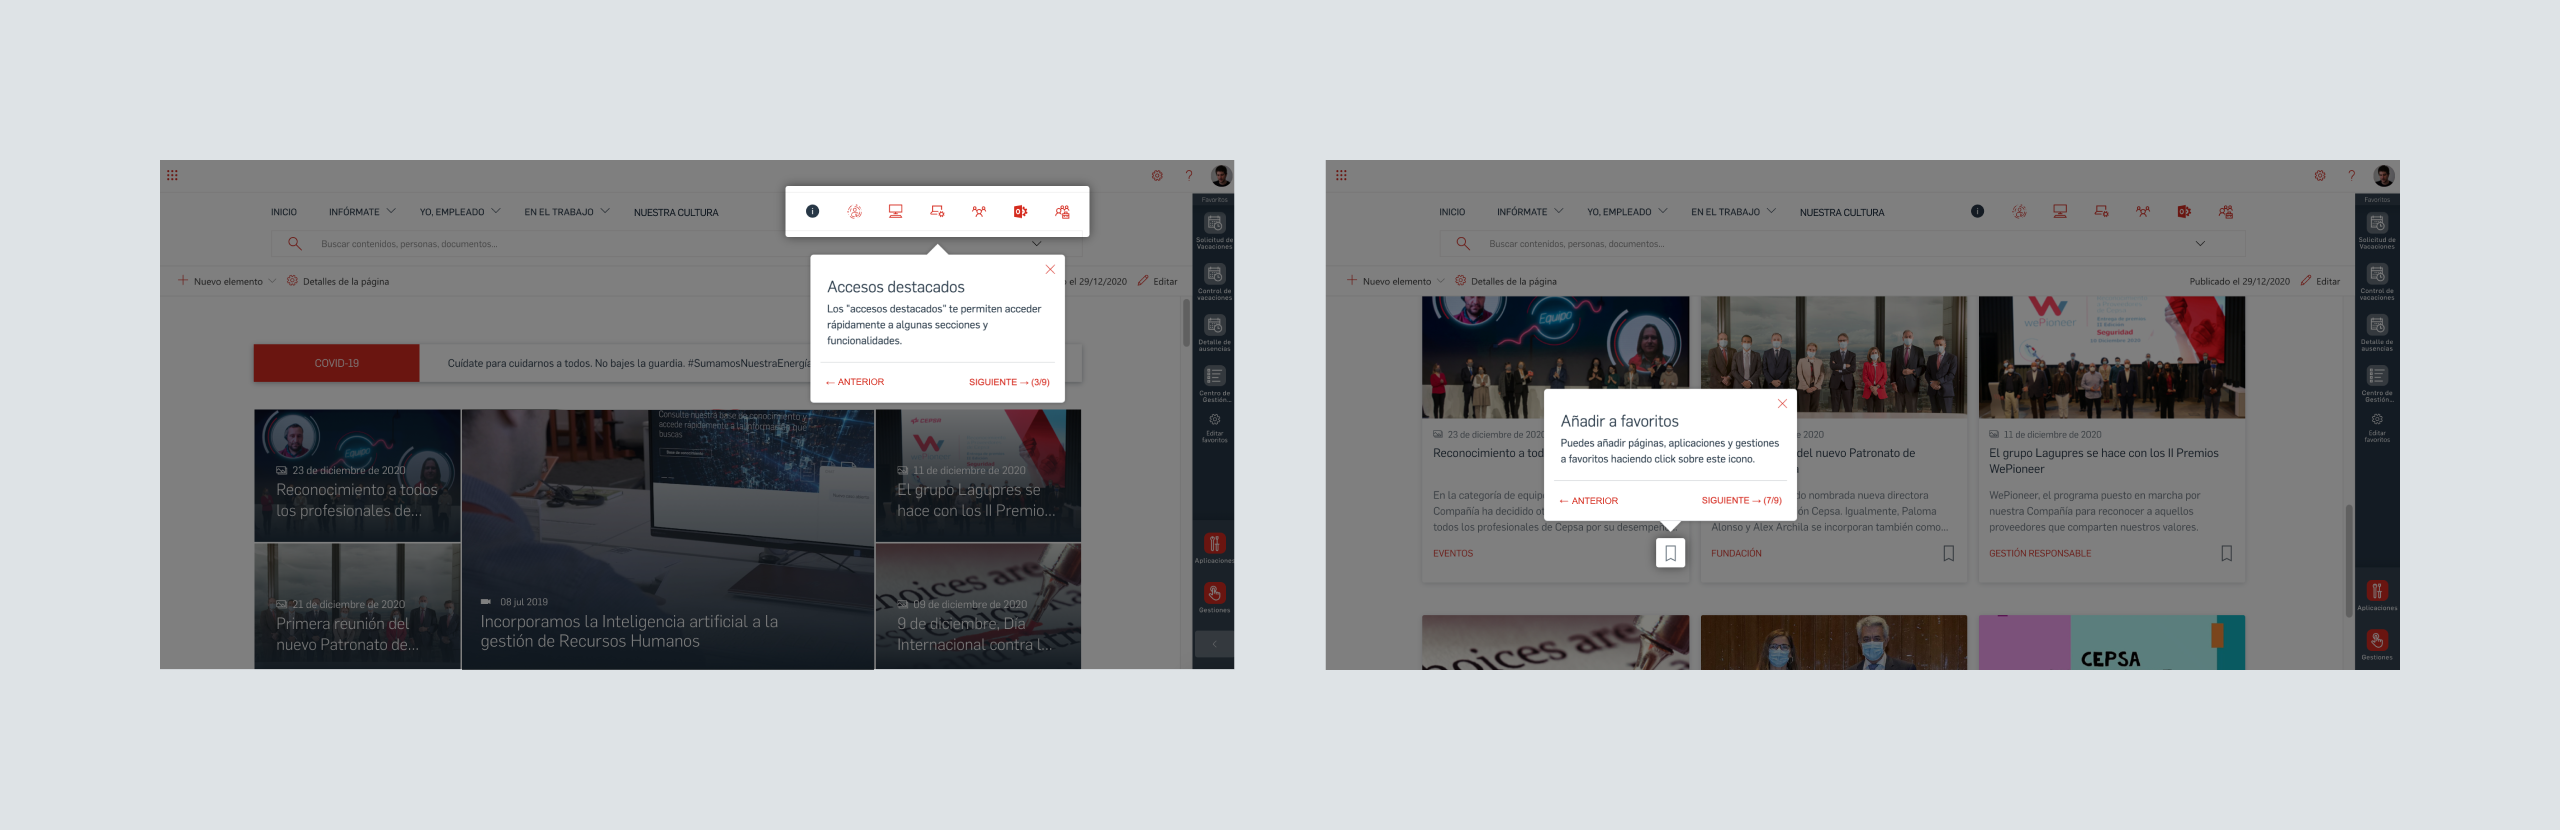 INICIO
INFÓRMATE
YO, EMPLEADO
EN EL TRABAJO
NUESTRA CULTURA
Buscar contenidos, personas, documentos...
Nuevo elemento
Detalles de la página
el 29/12/2020
Editar
Accesos destacados
Los "accesos destacados" te permiten acceder
rápidamente a algunas secciones y
funcionalidades.
← ANTERIOR
SIGUIENTE → (3/9)
COVID-19
Cuídate para cuidarnos a todos. No bajes la guardia. #SumamosNuestraEnergía
Equipo
23 de diciembre de 2020
Reconocimiento a todos
los profesionales de...
21 de diciembre de 2020
Primera reunión del
nuevo Patronato de...
Consulta nuestra base de conocimiento y
accede rapidamente a la información que
buscas
08 jul 2019
Incorporamos la Inteligencia artificial a la
gestión de Recursos Humanos
CEPSA
11 de diciembre de 2020
El grupo Lagupres se
hace con los II Premio...
choices are
09 de diciembre de 2020
9 de diciembre, Día
Internacional contra l...
Favoritos
Solicitud de
Vacaciones
Control de
vacaciones
Detalle de
ausencias
Centro de
Gestión...
Editar
favoritos
Aplicaciones
Gestiones
INICIO
INFÓRMATE
YO, EMPLEADO
EN EL TRABAJO
NUESTRA CULTURA
Buscar contenidos, personas, documentos...
Nuevo elemento
Detalles de la página
Publicado el 29/12/2020
Editar
Equipo
wePioneer
Seguridad
Añadir a favoritos
Puedes añadir páginas, aplicaciones y gestiones
a favoritos haciendo click sobre este icono.
← ANTERIOR
SIGUIENTE → (7/9)
23 de diciembre de 202
Reconocimiento a tod
En la categoría de equip
Compañía ha decidido ot
todos los profesionales de Cepsa por su desempeñ
EVENTOS
e 2020
del nuevo Patronato de
do nombrada nueva directora
ón Cepsa. Igualmente, Paloma
Alonso y Alex Archila se incorporan también como...
FUNDACIÓN
11 de diciembre de 2020
El grupo Lagupres se hace con los II Premios
WePioneer
WePioneer, el programa puesto en marcha por
nuestra Compañía para reconocer a aquellos
proveedores que comparten nuestros valores.
GESTIÓN RESPONSABLE
choices are
CEPSA
Favoritos
Solicitud de
Vacaciones
Control de
vacaciones
Detalle de
ausencias
Centro de
Gestión...
Editar
favoritos
Aplicaciones
Gestiones